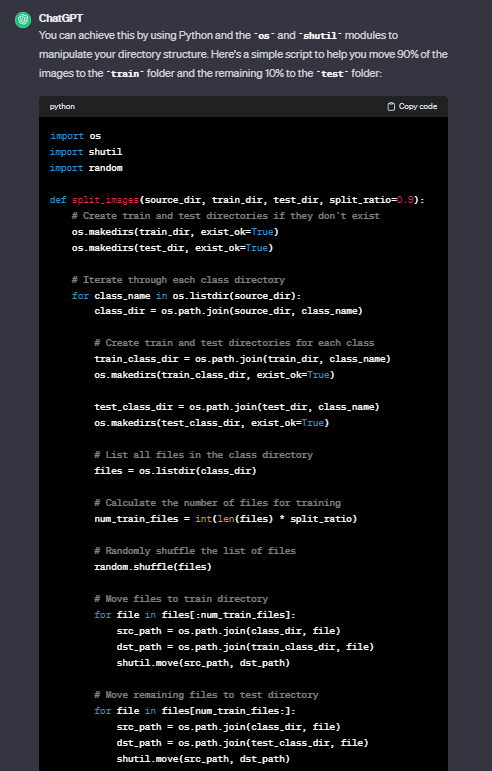 ChatGPT
You can achieve this by using Python and the `os` and `shutil` modules to
manipulate your directory structure. Here's a simple script to help you move 90% of the
images to the `train` folder and the remaining 10% to the `test` folder:
python
Copy code
import os
import shutil
import random
def split_images(source_dir, train_dir, test_dir, split_ratio=0.9):
    # Create train and test directories if they don't exist
    os.makedirs(train_dir, exist_ok=True)
    os.makedirs(test_dir, exist_ok=True)
    # Iterate through each class directory
    for class_name in os.listdir(source_dir):
        class_dir = os.path.join(source_dir, class_name)
        # Create train and test directories for each class
        train_class_dir = os.path.join(train_dir, class_name)
        os.makedirs(train_class_dir, exist_ok=True)
        test_class_dir = os.path.join(test_dir, class_name)
        os.makedirs(test_class_dir, exist_ok=True)
        # List all files in the class directory
        files = os.listdir(class_dir)
        # Calculate the number of files for training
        num_train_files = int(len(files) * split_ratio)
        # Randomly shuffle the list of files
        random.shuffle(files)
        # Move files to train directory
        for file in files[:num_train_files]:
            src_path = os.path.join(class_dir, file)
            dst_path = os.path.join(train_class_dir, file)
            shutil.move(src_path, dst_path)
        # Move remaining files to test directory
        for file in files[num_train_files:]:
            src_path = os.path.join(class_dir, file)
            dst_path = os.path.join(test_class_dir, file)
            shutil.move(src_path, dst_path)